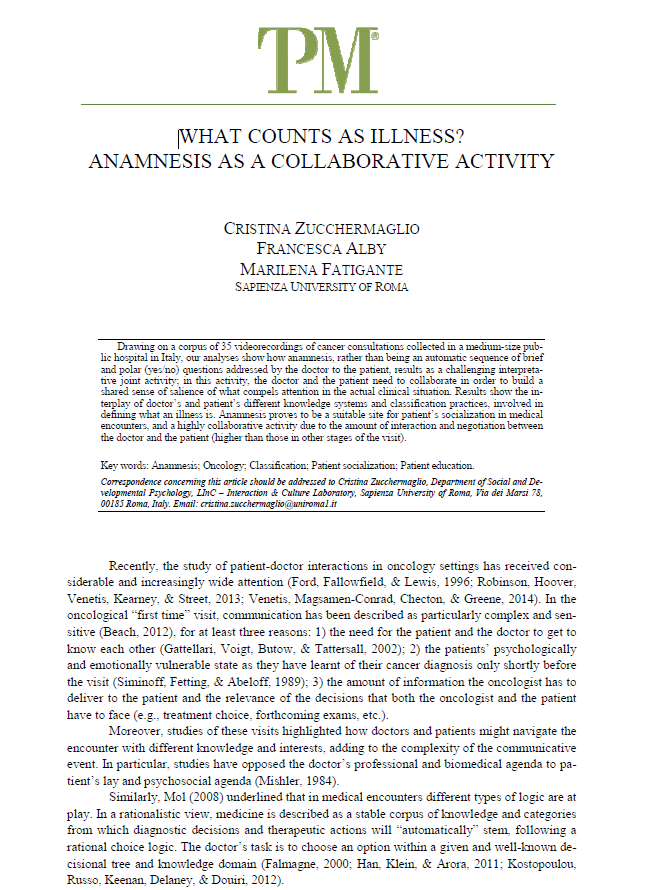 TPM®
WHAT COUNTS AS ILLNESS?
ANAMNESIS AS A COLLABORATIVE ACTIVITY
CRISTINA ZUCCHERMAGLIO
FRANCESCA ALBY
MARILENA FATIGANTE
SAPIENZA UNIVERSITY OF ROMA
Drawing on a corpus of 35 videorecordings of cancer consultations collected in a medium-size pub-
lic hospital in Italy, our analyses show how anamnesis, rather than being an automatic sequence of brief
and polar (yes/no) questions addressed by the doctor to the patient, results as a challenging interpreta-
tive joint activity; in this activity, the doctor and the patient need to collaborate in order to build a
shared sense of salience of what compels attention in the actual clinical situation. Results show the in-
terplay of doctor's and patient's different knowledge systems and classification practices, involved in
defining what an illness is. Anamnesis proves to be a suitable site for patient's socialization in medical
encounters, and a highly collaborative activity due to the amount of interaction and negotiation between
the doctor and the patient (higher than those in other stages of the visit).
Key words: Anamnesis; Oncology; Classification; Patient socialization; Patient education.
Correspondence concerning this article should be addressed to Cristina Zucchermaglio, Department of Social and De-
velopmental Psychology, LInC – Interaction & Culture Laboratory, Sapienza University of Roma, Via dei Marsi 78,
00185 Roma, Italy. Email: cristina.zucchermaglio@uniroma1.it
Recently, the study of patient-doctor interactions in oncology settings has received con-
siderable and increasingly wide attention (Ford, Fallowfield, & Lewis, 1996; Robinson, Hoover,
Venetis, Kearney, & Street, 2013; Venetis, Magsamen-Conrad, Checton, & Greene, 2014). In the
oncological “first time” visit, communication has been described as particularly complex and sen-
sitive (Beach, 2012), for at least three reasons: 1) the need for the patient and the doctor to get to
know each other (Gattellari, Voigt, Butow, & Tattersall, 2002); 2) the patients’ psychologically
and emotionally vulnerable state as they have learnt of their cancer diagnosis only shortly before
the visit (Siminoff, Fetting, & Abeloff, 1989); 3) the amount of information the oncologist has to
deliver to the patient and the relevance of the decisions that both the oncologist and the patient
have to face (e.g., treatment choice, forthcoming exams, etc.).
Moreover, studies of these visits highlighted how doctors and patients might navigate the
encounter with different knowledge and interests, adding to the complexity of the communicative
event. In particular, studies have opposed the doctor’s professional and biomedical agenda to pa-
tient’s lay and psychosocial agenda (Mishler, 1984).
Similarly, Mol (2008) underlined that in medical encounters different types of logic are at
play. In a rationalistic view, medicine is described as a stable corpus of knowledge and categories
from which diagnostic decisions and therapeutic actions will “automatically” stem, following a
rational choice logic. The doctor’s task is to choose an option within a given and well-known de-
cisional tree and knowledge domain (Falmagne, 2000; Han, Klein, & Arora, 2011; Kostopoulou,
Russo, Keenan, Delaney, & Douiri, 2012).